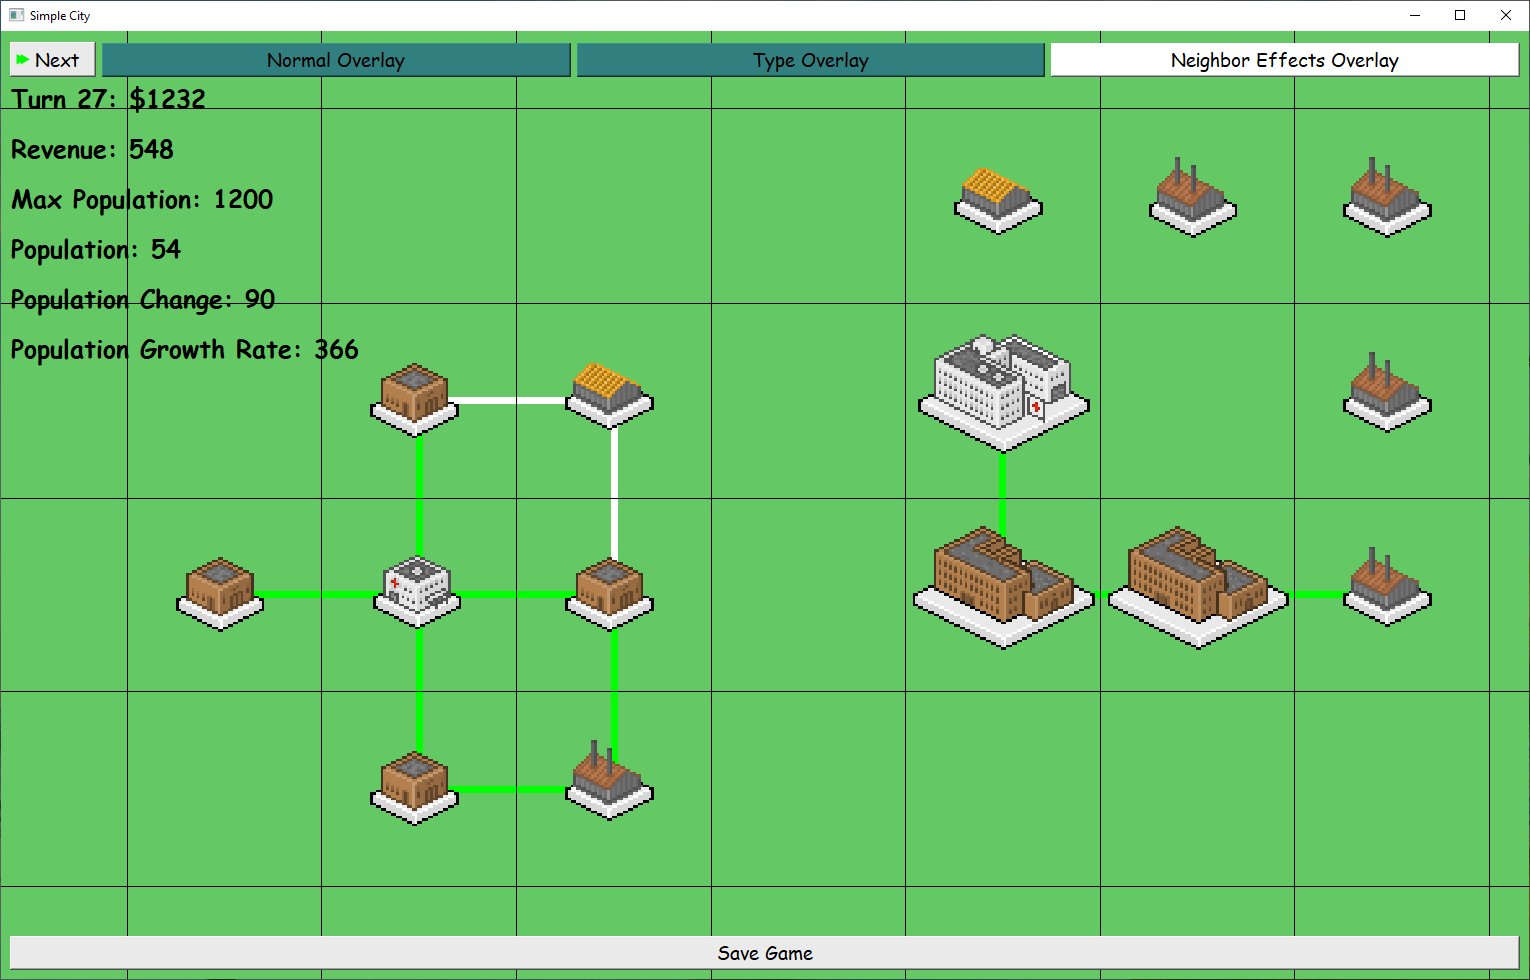 Simple City
Next
Normal Overlay
Type Overlay
Neighbor Effects Overlay
Turn 27: $1232
Revenue: 548
Max Population: 1200
Population: 54
Population Change: 90
Population Growth Rate: 366
Save Game